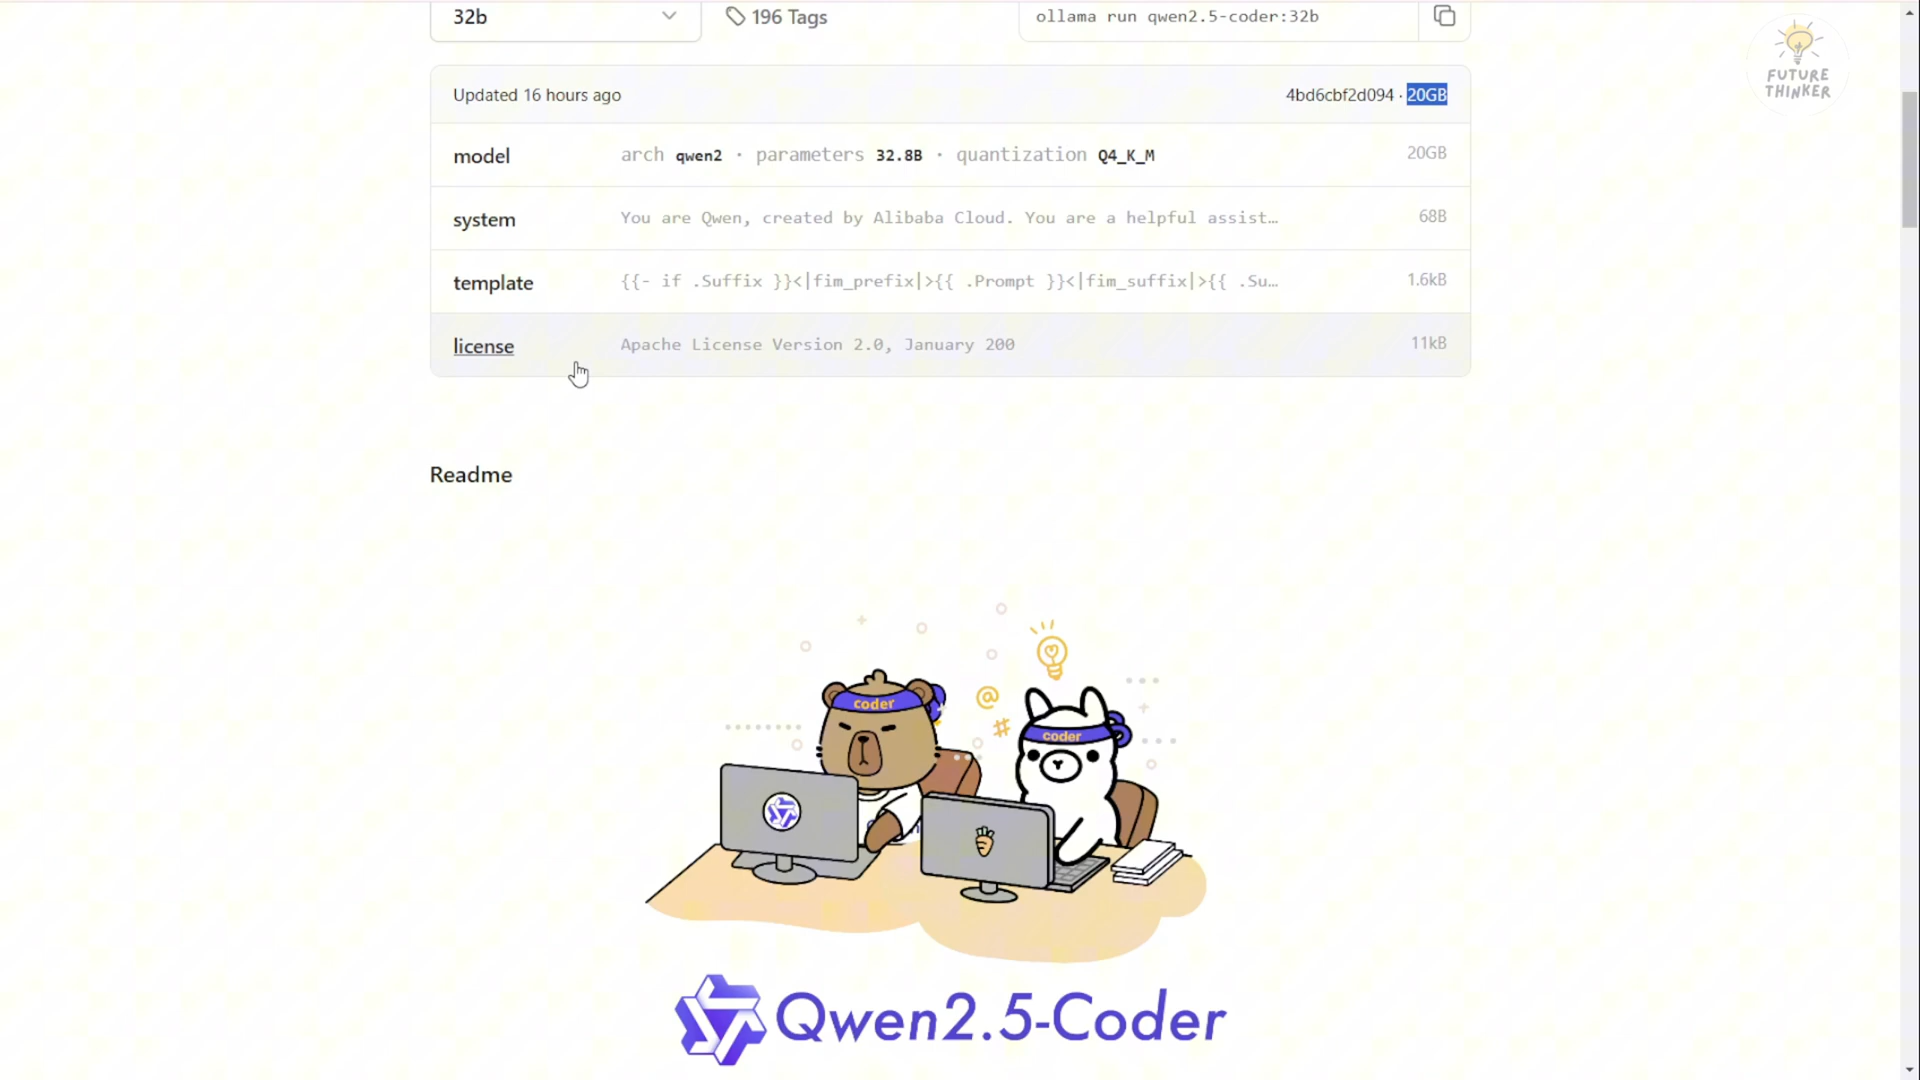 32b
196 Tags
ollama run qwen2.5-coder:32b
FUTURE
THINKER
Updated 16 hours ago
4bd6cbf2d094 · 20GB
model
arch qwen2 · parameters 32.8B · quantization Q4_K_M
20GB
system
You are Qwen, created by Alibaba Cloud. You are a helpful assist…
68B
template
{{- if .Suffix }}<|fim_prefix|>{{ .Prompt }}<|fim_suffix|>{{ .Su…
1.6kB
license
Apache License Version 2.0, January 200
11kB
Readme
@
coder
#
coder
Qwen2.5-Coder